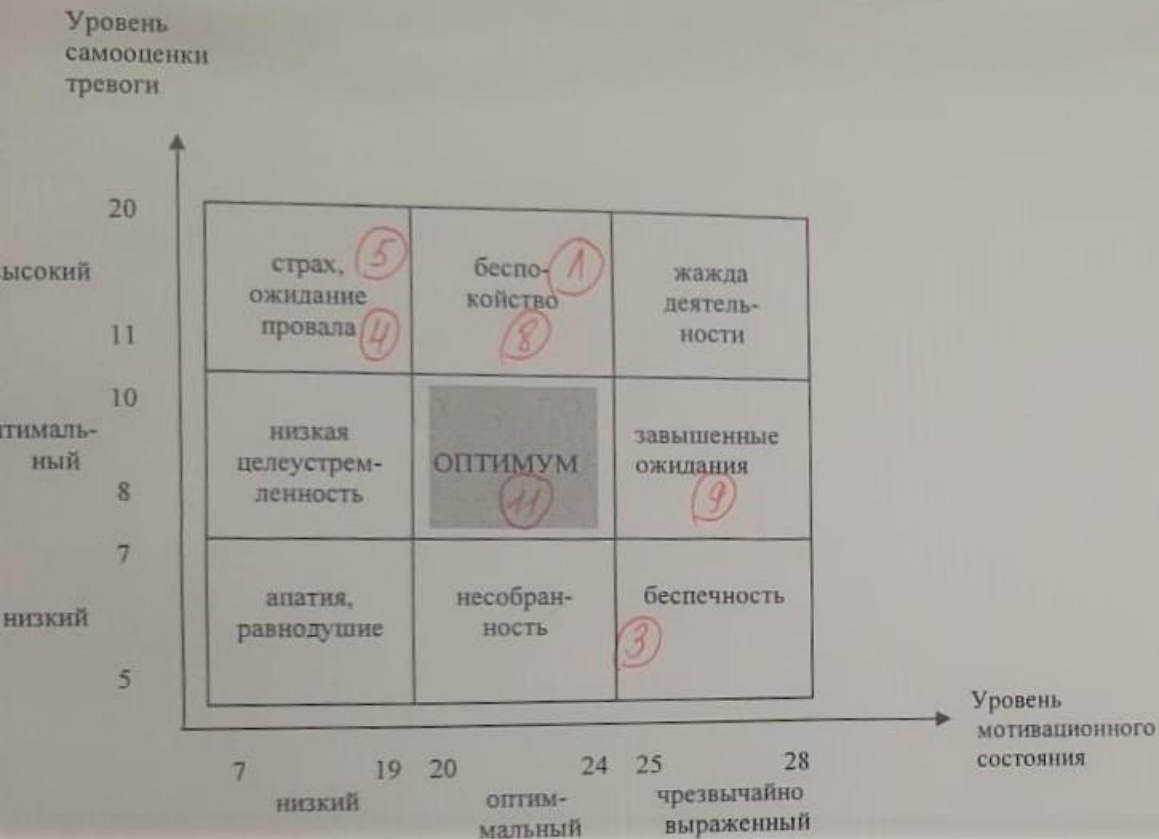 Уровень
самооценки
тревоги
20
высокий
11
10
птималь-
ный
8
7
низкий
5
страх, 5
ожидание
провала 4
беспо- 1
койство
8
жажда
деятель-
ности
низкая
целеустрем-
ленность
ОПТИМУМ
11
завышенные
ожидания
9
апатия,
равнодушие
несобран-
ность
беспечность
3
7 19 20 24 25 28
низкий
оптим-
мальный
чрезвычайно
выраженный
Уровень
мотивационного
состояния